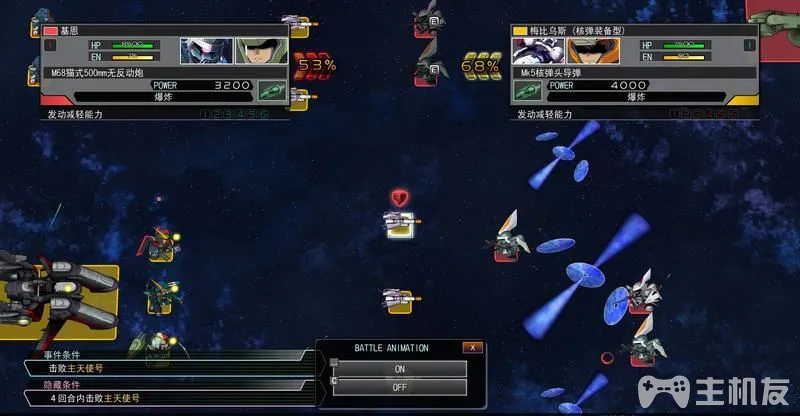 基恩
HP 8500
EN 75
M68猫式500mm无反动炮
POWER 3200
爆炸
发动减轻能力
123456
53%
E
E
68%
梅比乌斯 (核弹装备型)
HP
EN
Mk5核弹头导弹
POWER 4000
爆炸
发动减轻能力
123456
事件条件
击败主天使号
隐藏条件
4回合内击败主天使号
BATTLE ANIMATION
X
ON
C
OFF
主机友